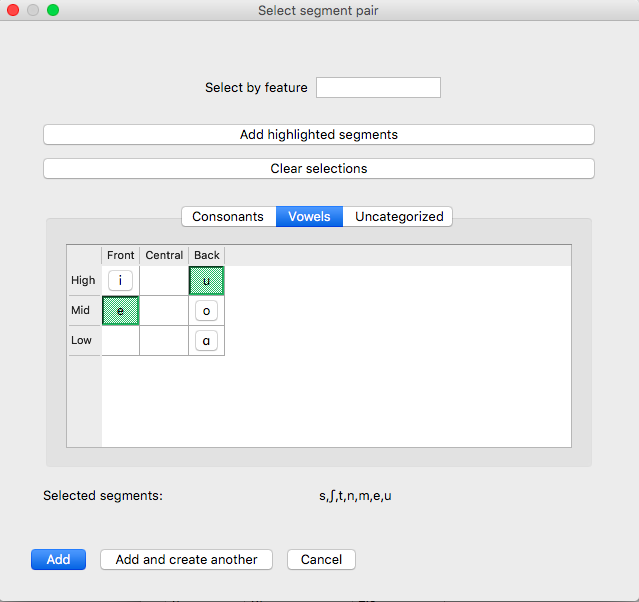 Select segment pair
Select by feature
Add highlighted segments
Clear selections
Consonants Vowels Uncategorized
Front Central Back
High i u
Mid e o
Low ɑ
Selected segments: s,ʃ,t,n,m,e,u
Add Add and create another Cancel